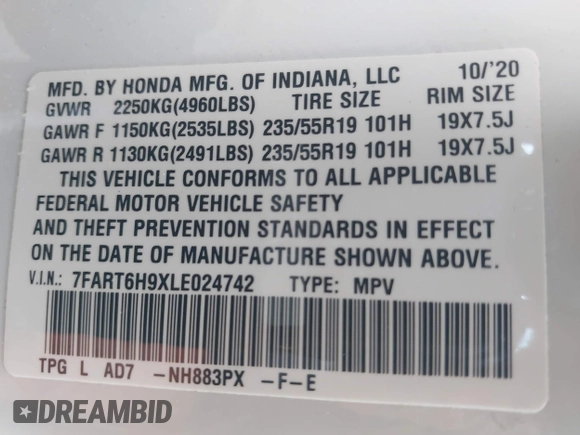 MFD. BY HONDA MFG. OF INDIANA, LLC 10/'20
GVWR 2250KG(4960LBS) TIRE SIZE RIM SIZE
GAWR F 1150KG(2535LBS) 235/55R19 101H 19X7.5J
GAWR R 1130KG(2491LBS) 235/55R19 101H 19X7.5J
THIS VEHICLE CONFORMS TO ALL APPLICABLE
FEDERAL MOTOR VEHICLE SAFETY
AND THEFT PREVENTION STANDARDS IN EFFECT
ON THE DATE OF MANUFACTURE SHOWN ABOVE.
V.I.N.: 7FART6H9XLE024742 TYPE: MPV
TPG L AD7 -NH883PX -F-E
DREAMBID